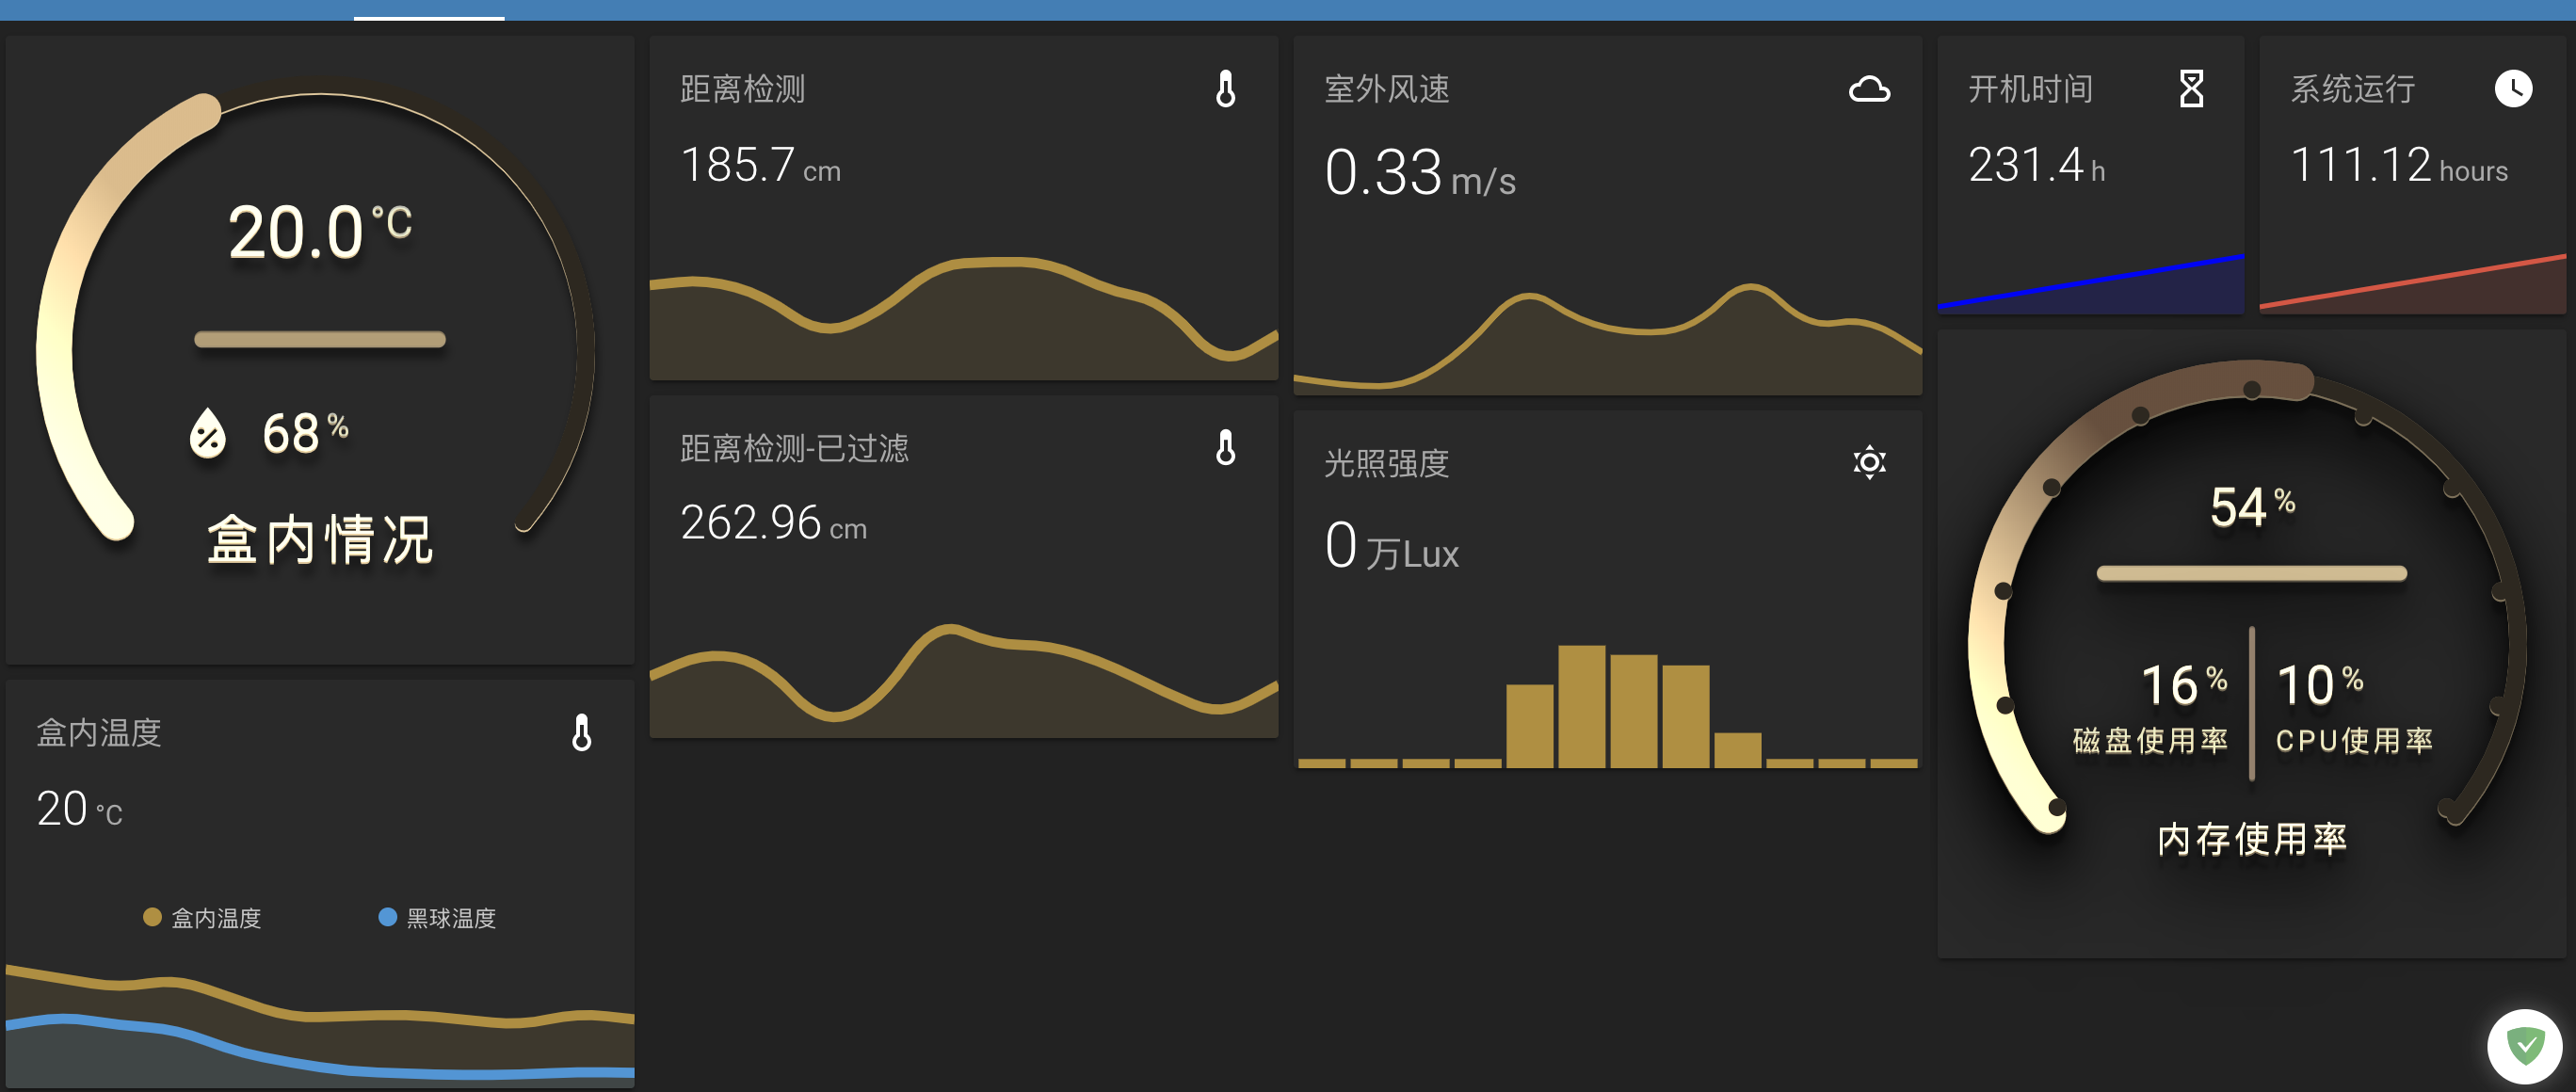 20.0 °C
68 %
盒内情况
盒内温度
20 °C
盒内温度 黑球温度
距离检测
185.7 cm
距离检测-已过滤
262.96 cm
室外风速
0.33 m/s
光照强度
0 万Lux
开机时间
231.4 h
系统运行
111.12 hours
54 %
16 % 10 %
磁盘使用率 CPU使用率
内存使用率